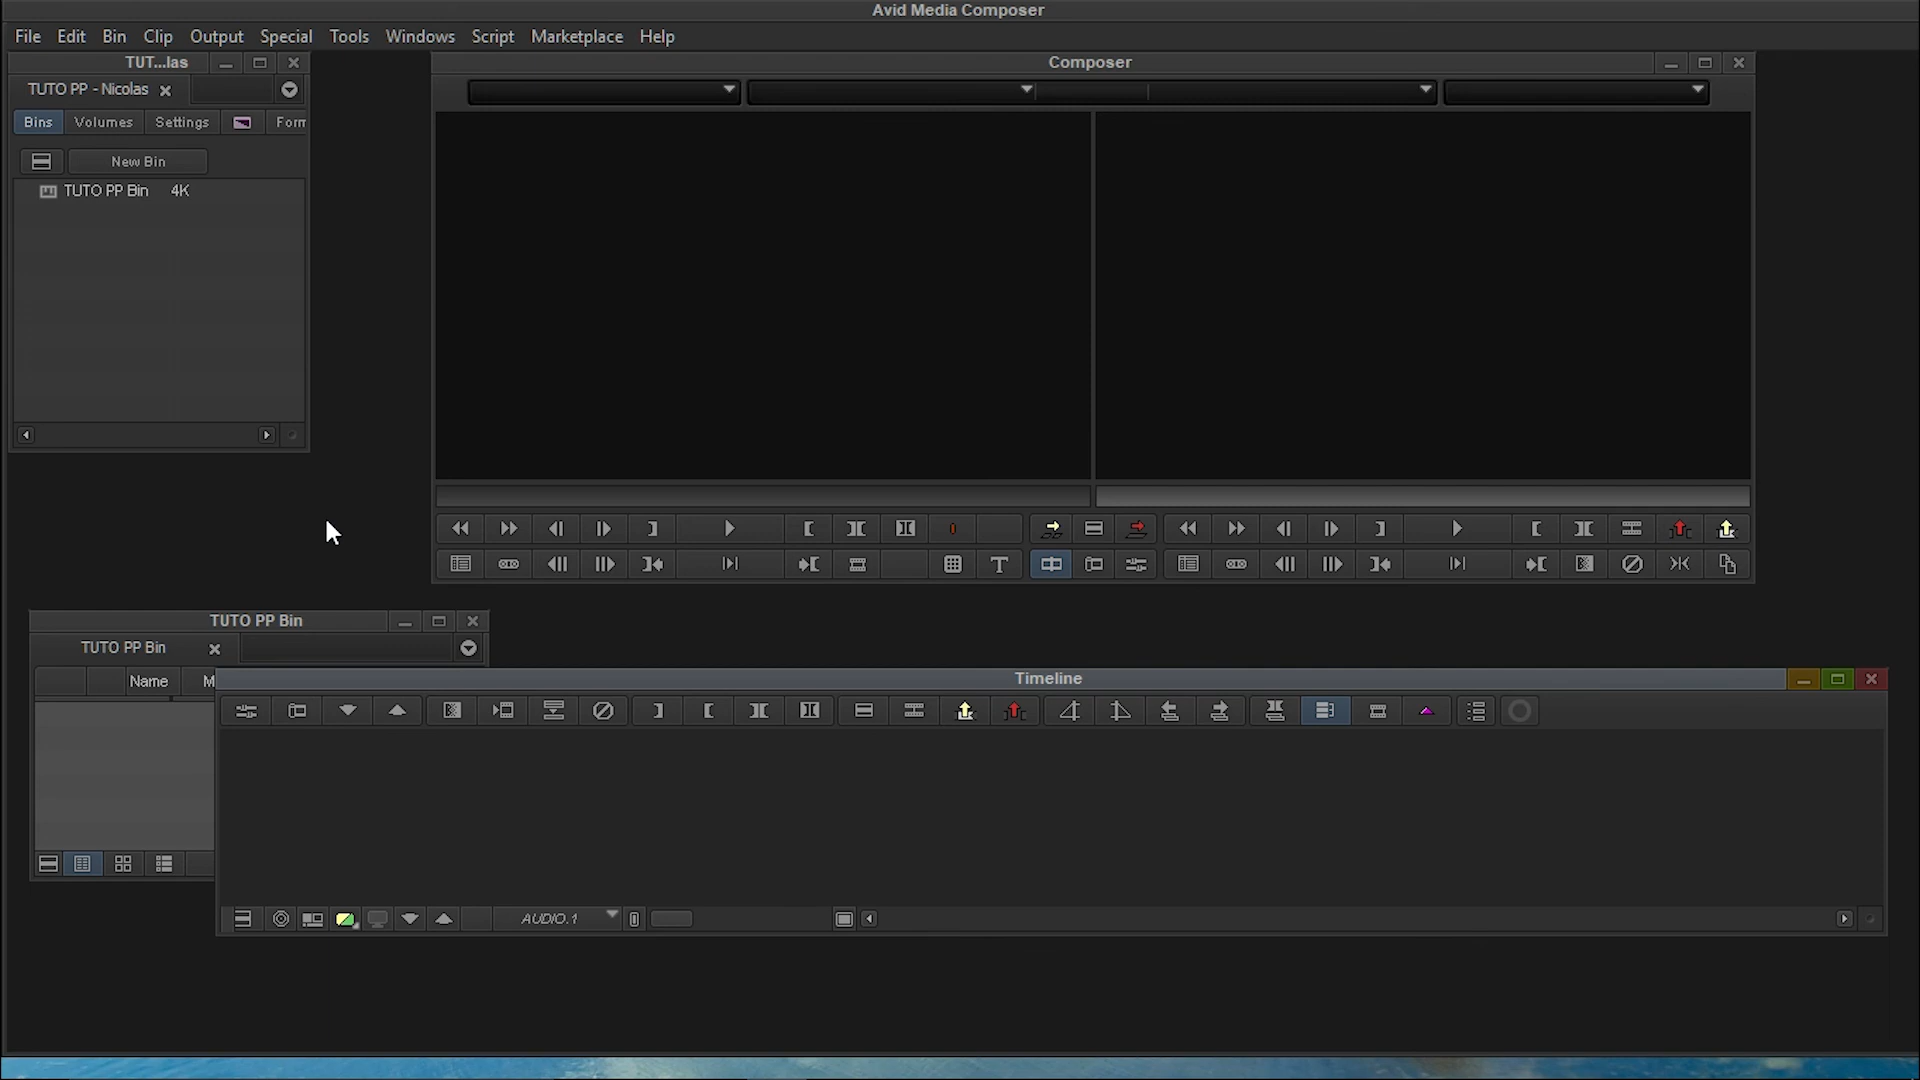 Avid Media Composer
File Edit Bin Clip Output Special Tools Windows Script Marketplace Help
TUT...las
Composer
TUTO PP - Nicolas
Bins Volumes Settings Form
New Bin
TUTO PP Bin 4K
TUTO PP Bin
TUTO PP Bin
Timeline
Name M
AUDIO.1